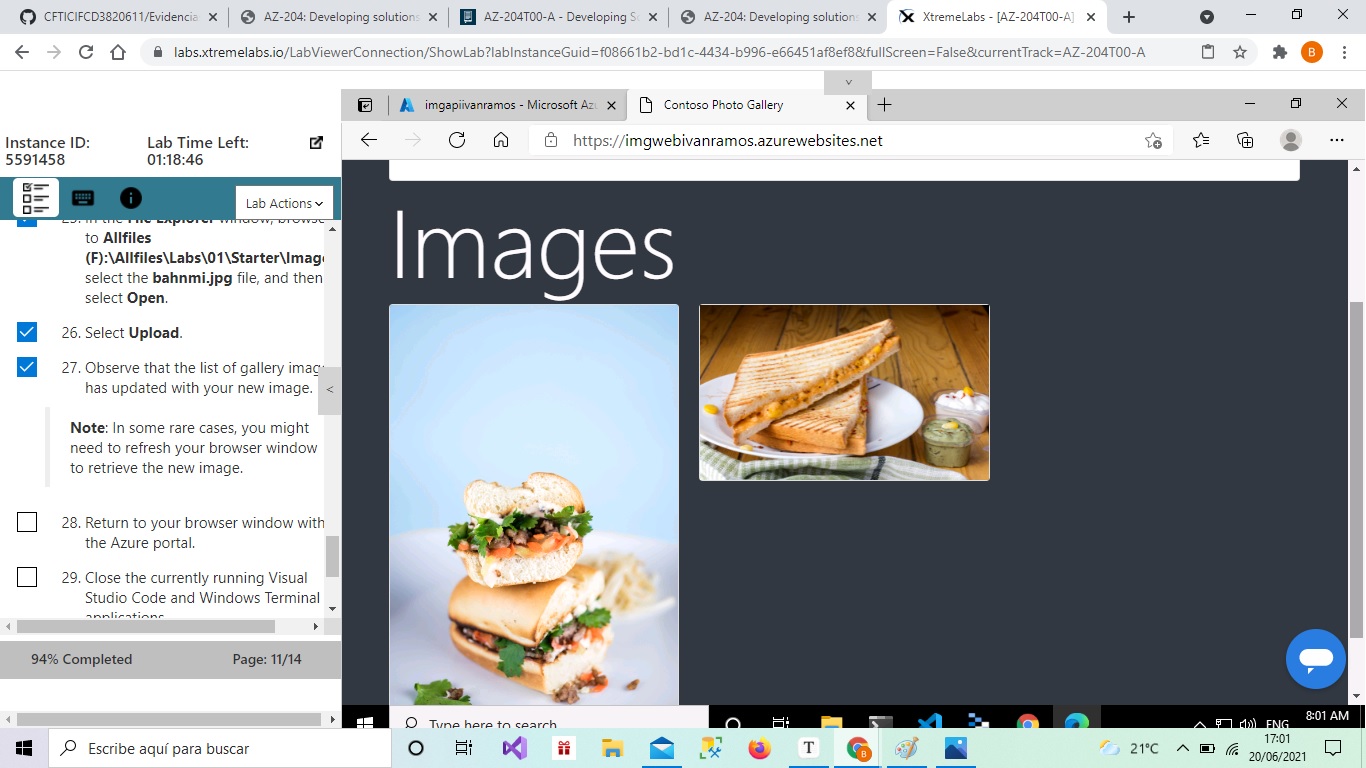 CFTICIFCD3820611/Evidencia
AZ-204: Developing solutions
AZ-204T00-A - Developing So
AZ-204: Developing solutions
XtremeLabs - [AZ-204T00-A]
labs.xtremelabs.io/LabViewerConnection/ShowLab?labInstanceGuid=f08661b2-bd1c-4434-b996-e66451af8ef8&fullScreen=False&currentTrack=AZ-204T00-A
B
imgapiivanramos - Microsoft Azu
Contoso Photo Gallery
https://imgwebivanramos.azurewebsites.net
Instance ID:
5591458
Lab Time Left:
01:18:46
Lab Actions
25. In the File Explorer window, browse
to Allfiles
(F):\Allfiles\Labs\01\Starter\Image
select the bahnmi.jpg file, and then
select Open.
26. Select Upload.
27. Observe that the list of gallery imag
has updated with your new image.
<
Note: In some rare cases, you might
need to refresh your browser window
to retrieve the new image.
28. Return to your browser window with
the Azure portal.
29. Close the currently running Visual
Studio Code and Windows Terminal
applications.
94% Completed
Page: 11/14
Images
Type here to search
ENG
8:01 AM
Escribe aquí para buscar
T
B
21°C
17:01
20/06/2021